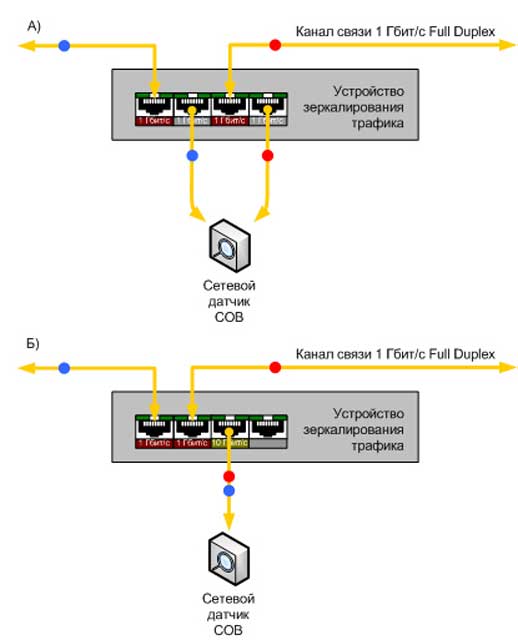 А)
Канал связи 1 Гбит/с Full Duplex
Устройство
зеркалирования
трафика
1 Гбит/с 1 Гбит/с 1 Гбит/с 1 Гбит/с
Сетевой
датчик
СОВ
Б)
Канал связи 1 Гбит/с Full Duplex
Устройство
зеркалирования
трафика
1 Гбит/с 1 Гбит/с 10 Гбит/с
Сетевой
датчик
СОВ